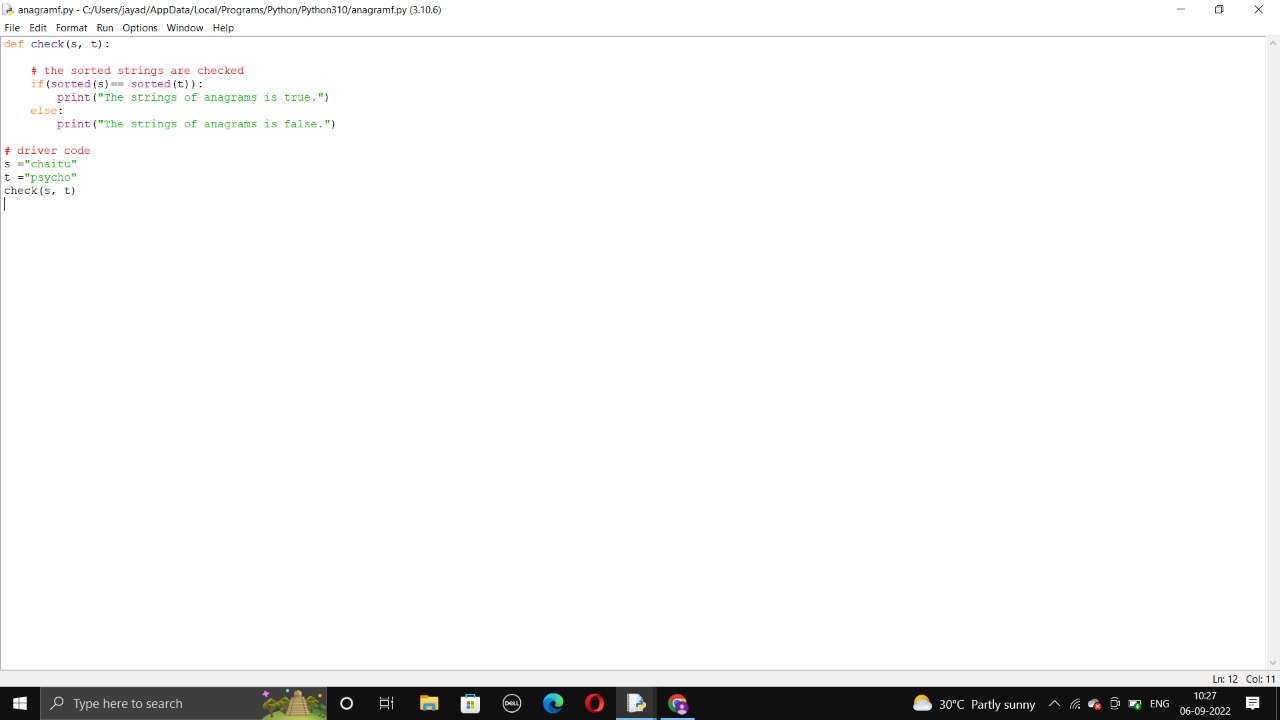 anagramf.py - C:/Users/jayad/AppData/Local/Programs/Python/Python310/anagramf.py (3.10.6)
File Edit Format Run Options Window Help
def check(s, t):
    # the sorted strings are checked
    if(sorted(s)== sorted(t)):
        print("The strings of anagrams is true.")
    else:
        print("The strings of anagrams is false.")
# driver code
s ="chaitu"
t ="psycho"
check(s, t)
Ln: 12 Col: 11
Type here to search
DELL
30°C Partly sunny
ENG
10:27
06-09-2022